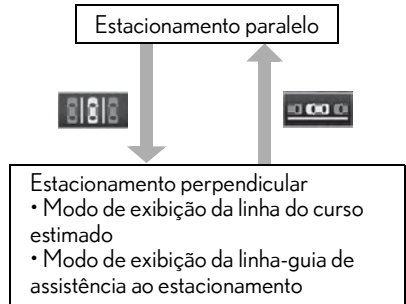 Estacionamento paralelo
Estacionamento perpendicular
• Modo de exibição da linha do curso
estimado
• Modo de exibição da linha-guia de
assistência ao estacionamento